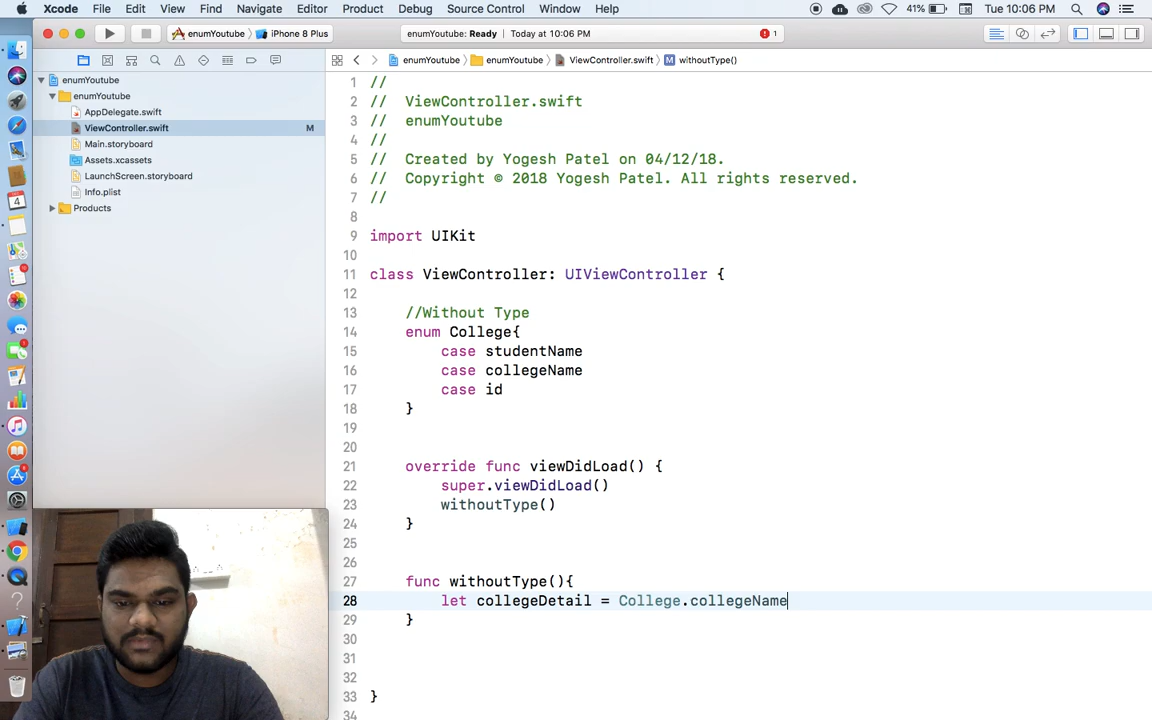 Xcode File Edit View Find Navigate Editor Product Debug Source Control Window Help 41% Tue 10:06 PM
enumYoutube iPhone 8 Plus enumYoutube: Ready Today at 10:06 PM 1
enumYoutube enumYoutube ViewController.swift M withoutType()
enumYoutube
enumYoutube
AppDelegate.swift
ViewController.swift M
Main.storyboard
Assets.xcassets
LaunchScreen.storyboard
Info.plist
Products
1 //
2 // ViewController.swift
3 // enumYoutube
4 //
5 // Created by Yogesh Patel on 04/12/18.
6 // Copyright © 2018 Yogesh Patel. All rights reserved.
7 //
8
9 import UIKit
10
11 class ViewController: UIViewController {
12
13 //Without Type
14 enum College{
15 case studentName
16 case collegeName
17 case id
18 }
19
20
21 override func viewDidLoad() {
22 super.viewDidLoad()
23 withoutType()
24 }
25
26
27 func withoutType(){
28 let collegeDetail = College.collegeName
29 }
30
31
32
33 }
34